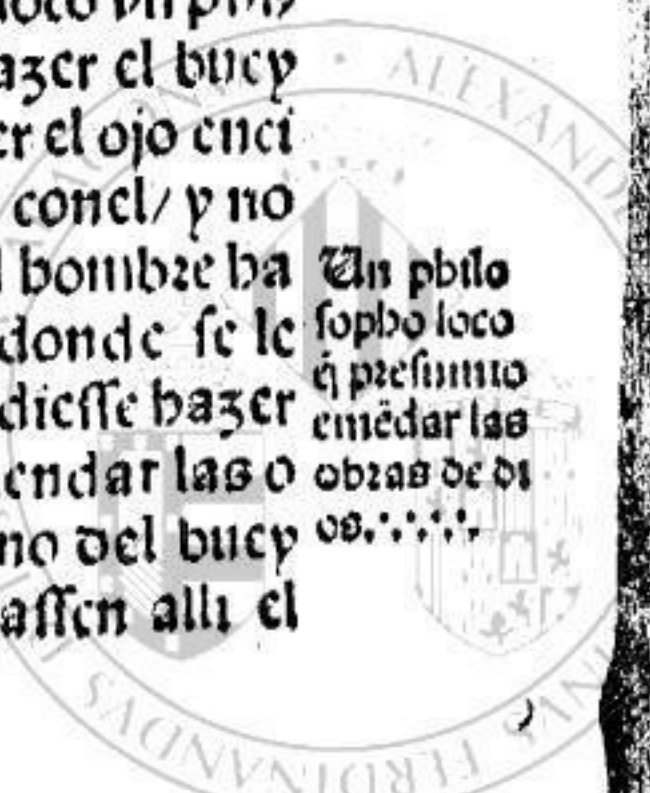 azer el buey
er el ojo enci
conel/ y no
hombre ha
donde se le
diesse hazer
endar las o
no del buey
assen alli el
Un philo
sopho loco
q̃ presumio
emẽdar las
obras de di
os.·.·.·.·.